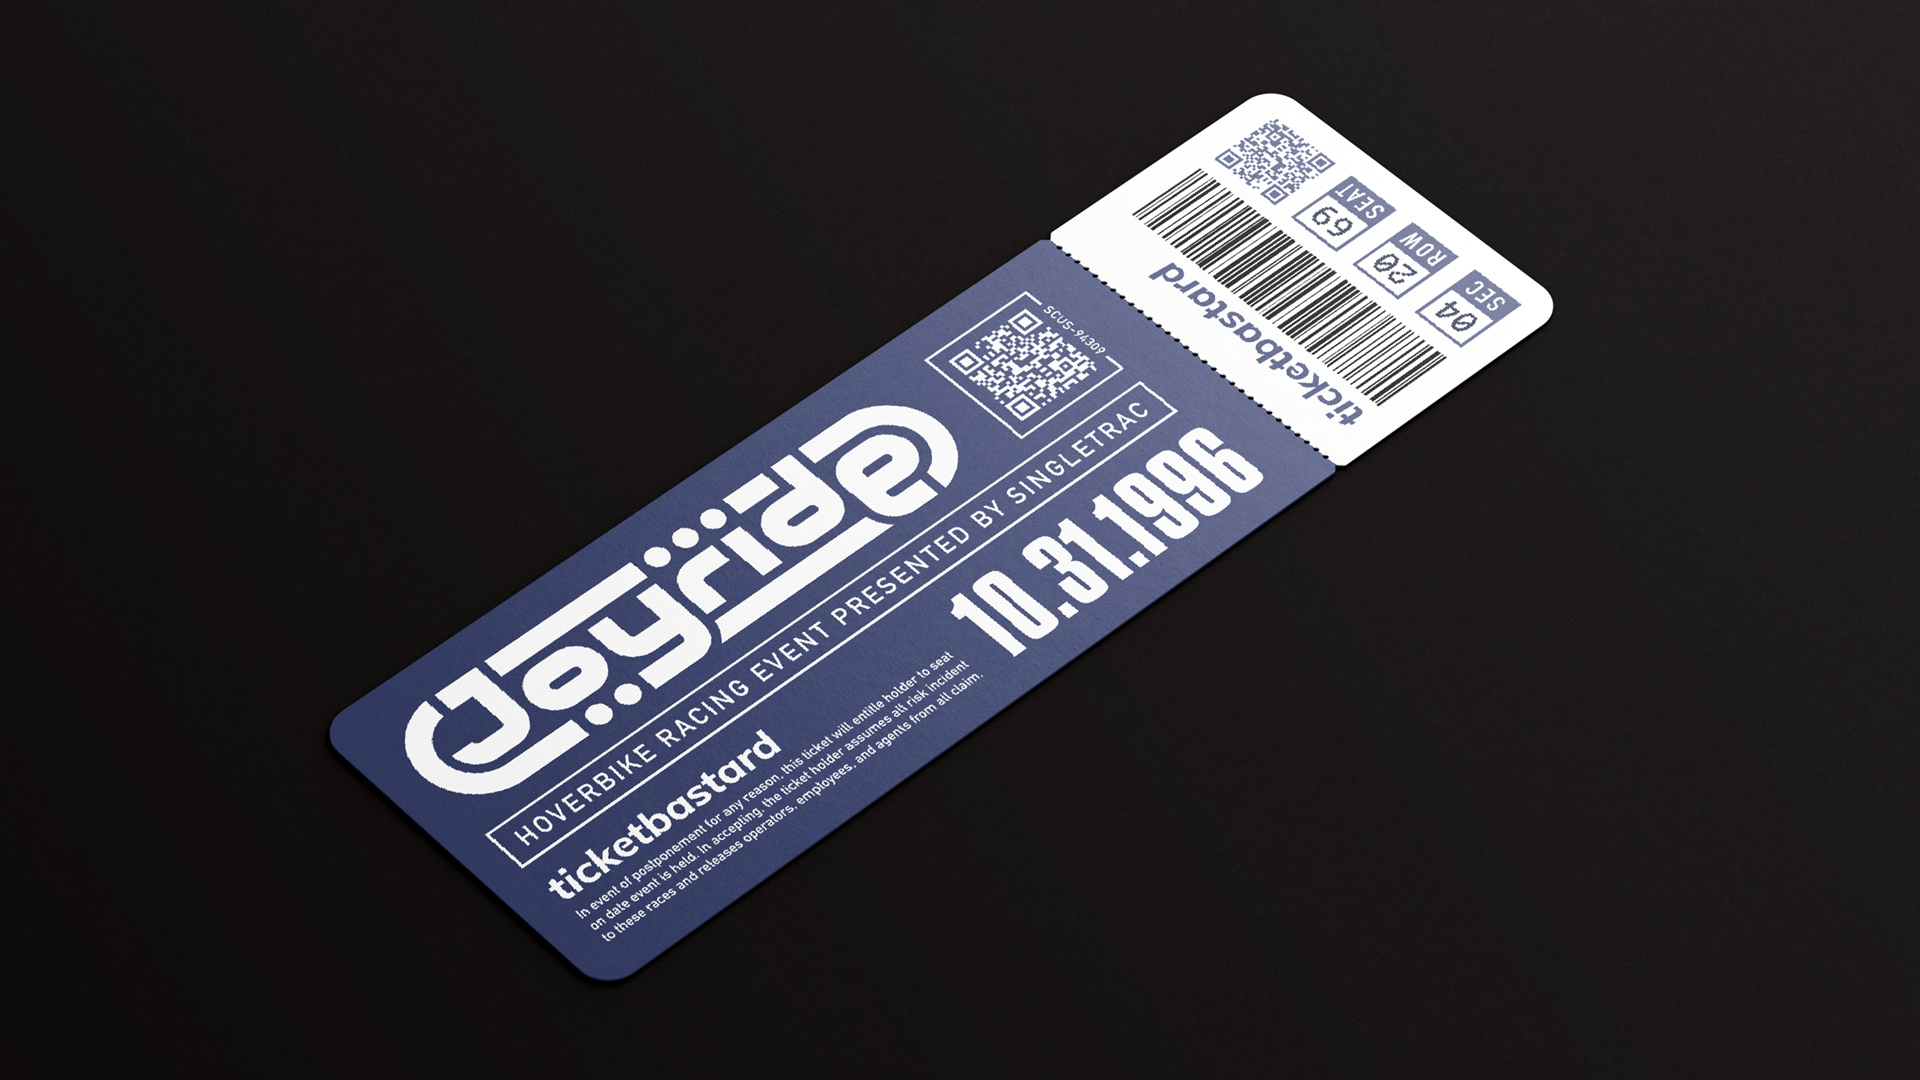 Joyride
SCUS-94309
HOVERBIKE RACING EVENT PRESENTED BY SINGLETRAC
ticketbastard
In event of postponement for any reason, this ticket will entitle holder to seat
on date event is held. In accepting, the ticket holder assumes all risk incident
to these races and releases operators, employees, and agents from all claim.
10.31.1996
ticketbastard
SEC
04
ROW
20
SEAT
69